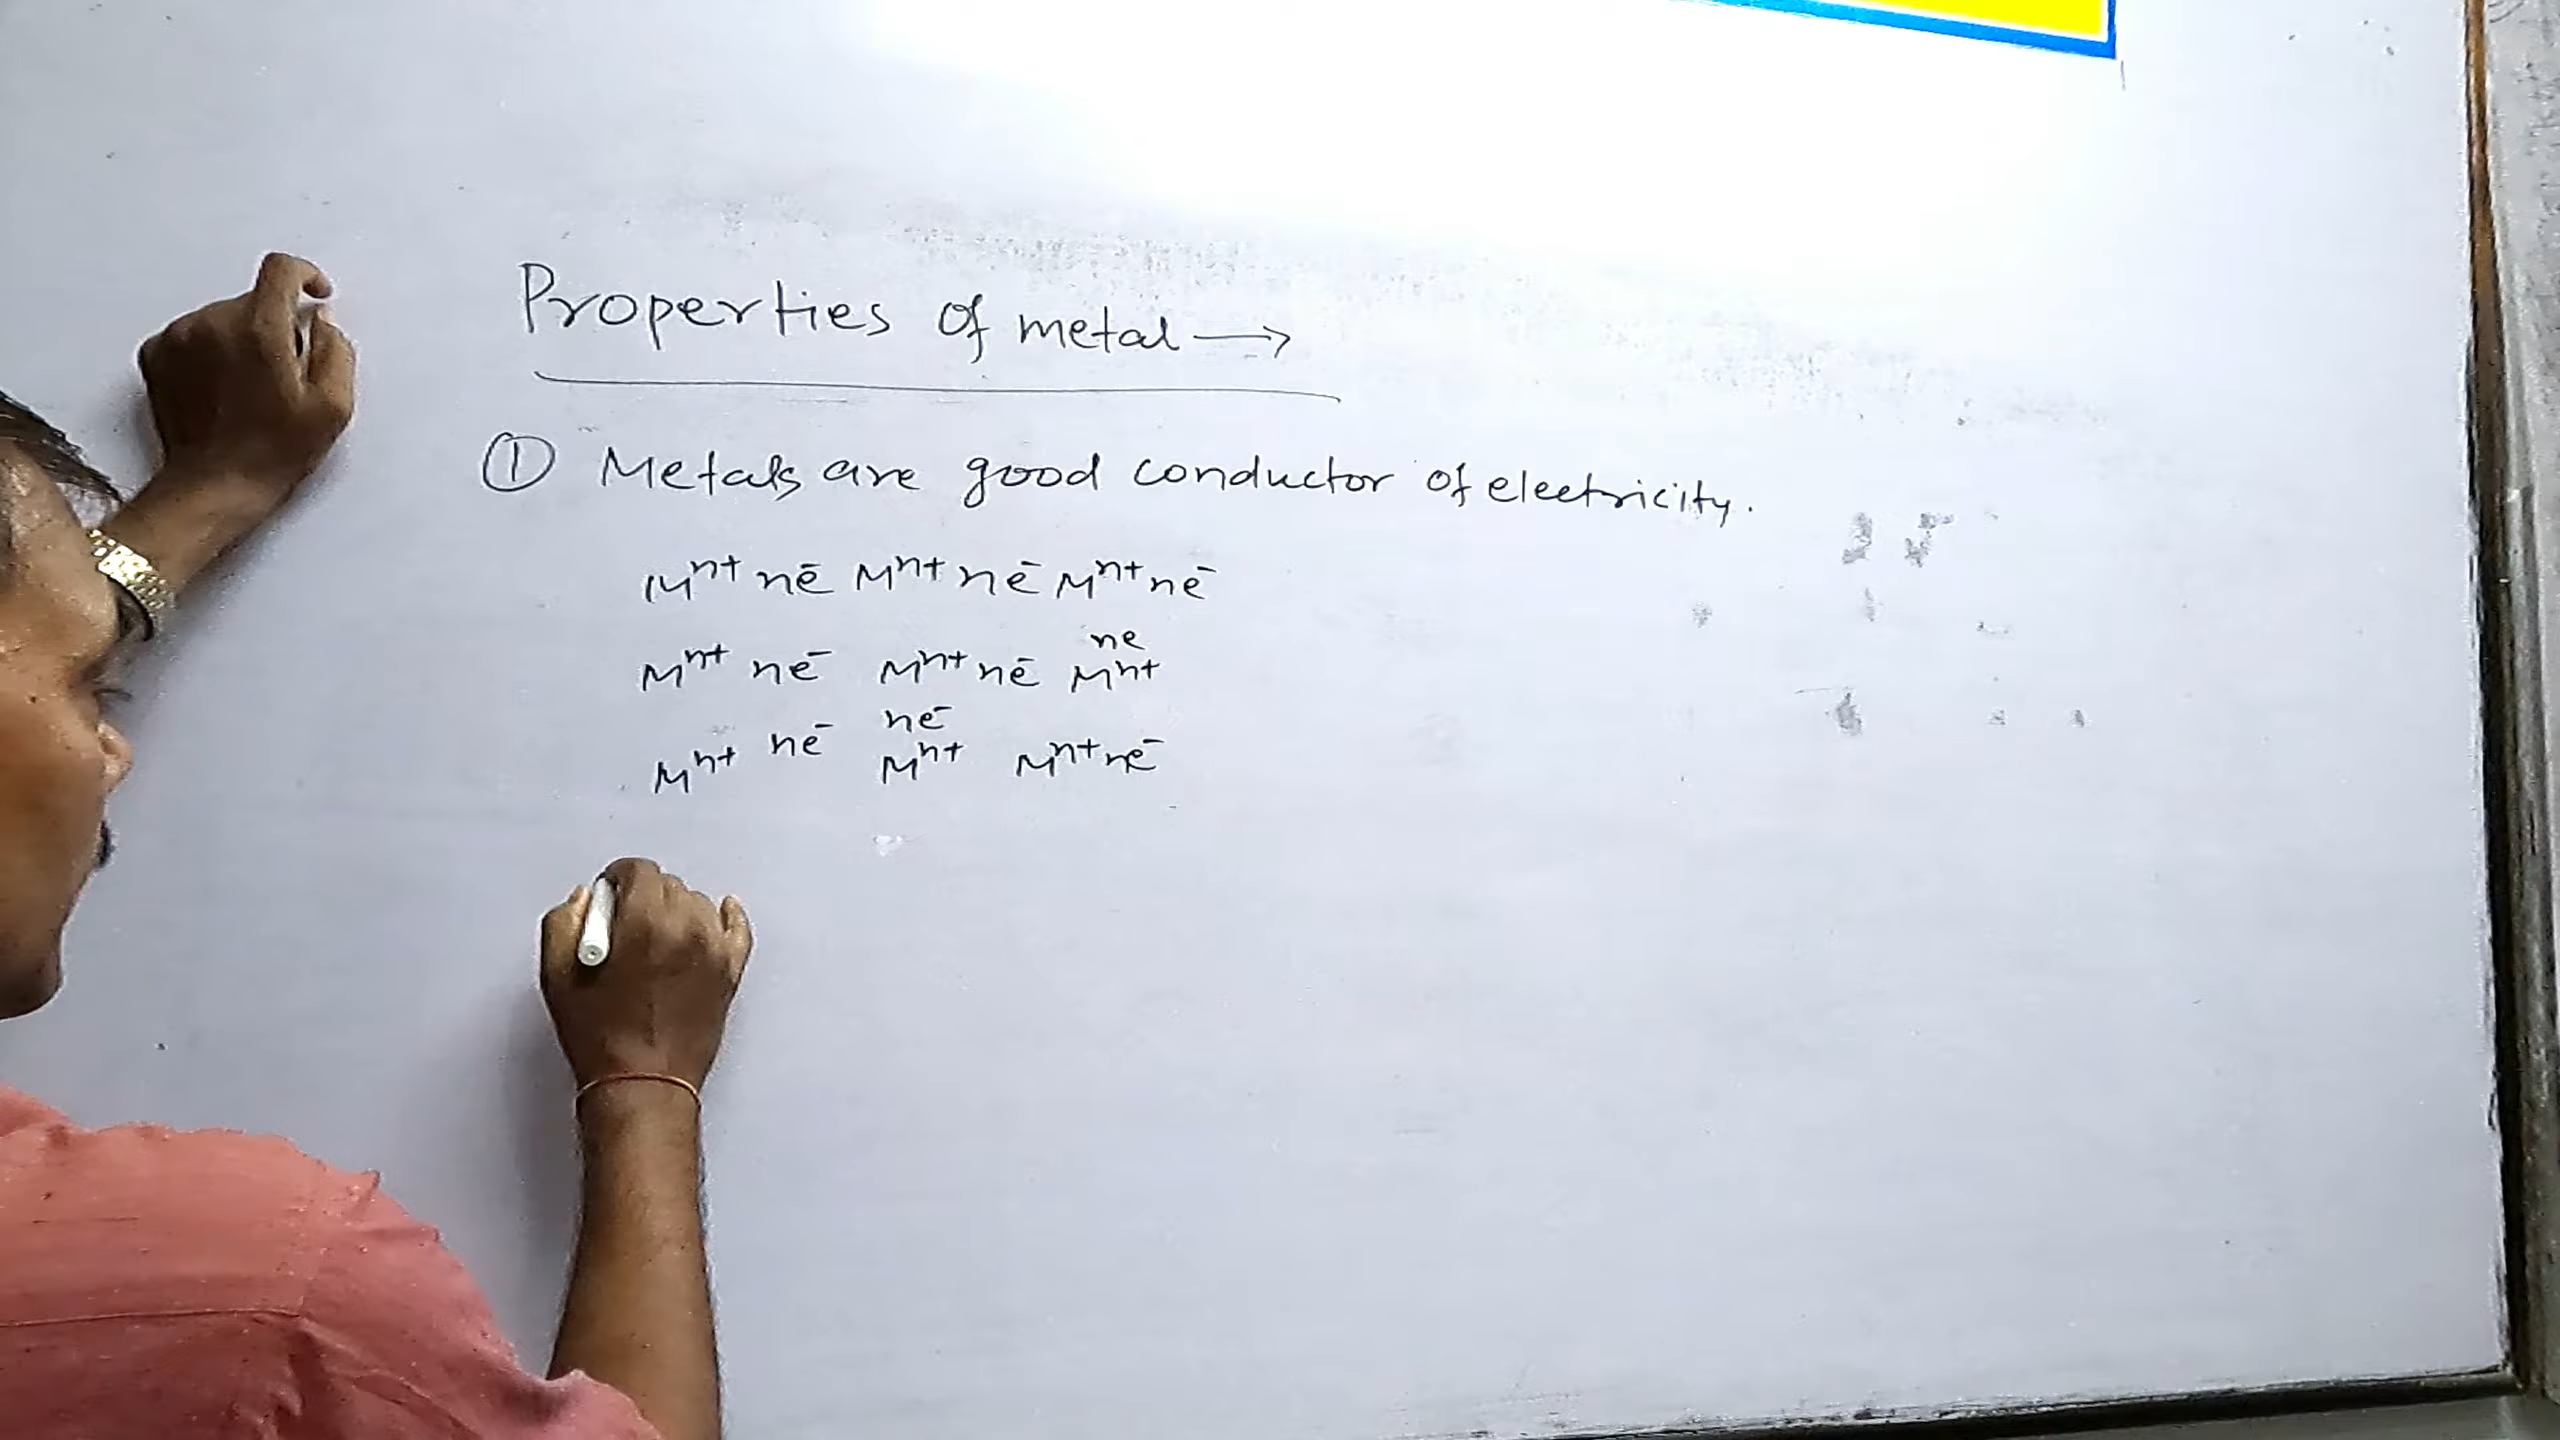 Properties of metal →
① Metals are good conductor of electricity.
Mⁿ⁺ ne⁻ Mⁿ⁺ ne⁻ Mⁿ⁺ ne⁻
ne
Mⁿ⁺ ne⁻ Mⁿ⁺ ne⁻ Mⁿ⁺
ne⁻
Mⁿ⁺ ne⁻ Mⁿ⁺ Mⁿ⁺ ne⁻